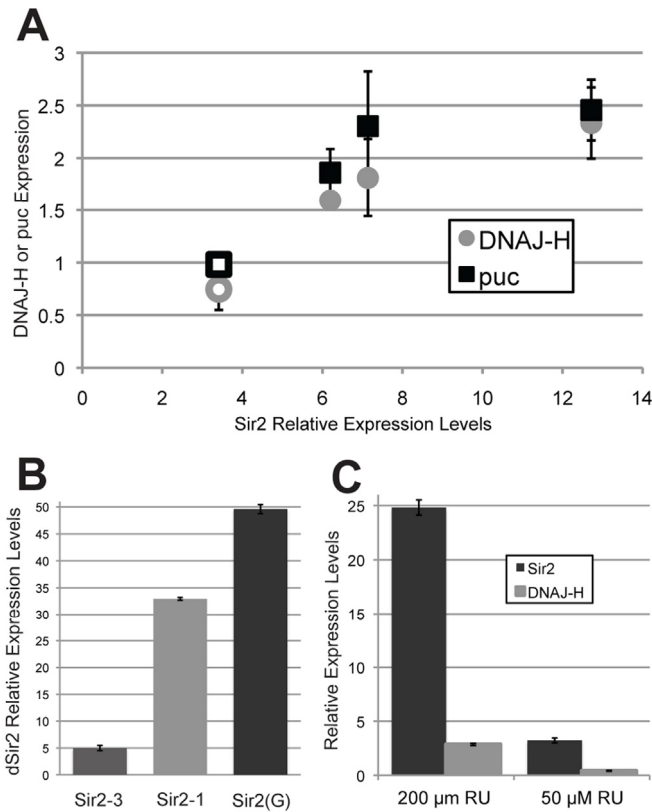 A
3
2.5
2
1.5
1
0.5
0
DNAJ-H or puc Expression
DNAJ-H
puc
0 2 4 6 8 10 12 14
Sir2 Relative Expression Levels
B
50
45
40
35
30
25
20
15
10
5
0
dSir2 Relative Expression Levels
Sir2-3 Sir2-1 Sir2(G)
C
25
20
15
10
5
0
Relative Expression Levels
Sir2
DNAJ-H
200 µm RU 50 µM RU